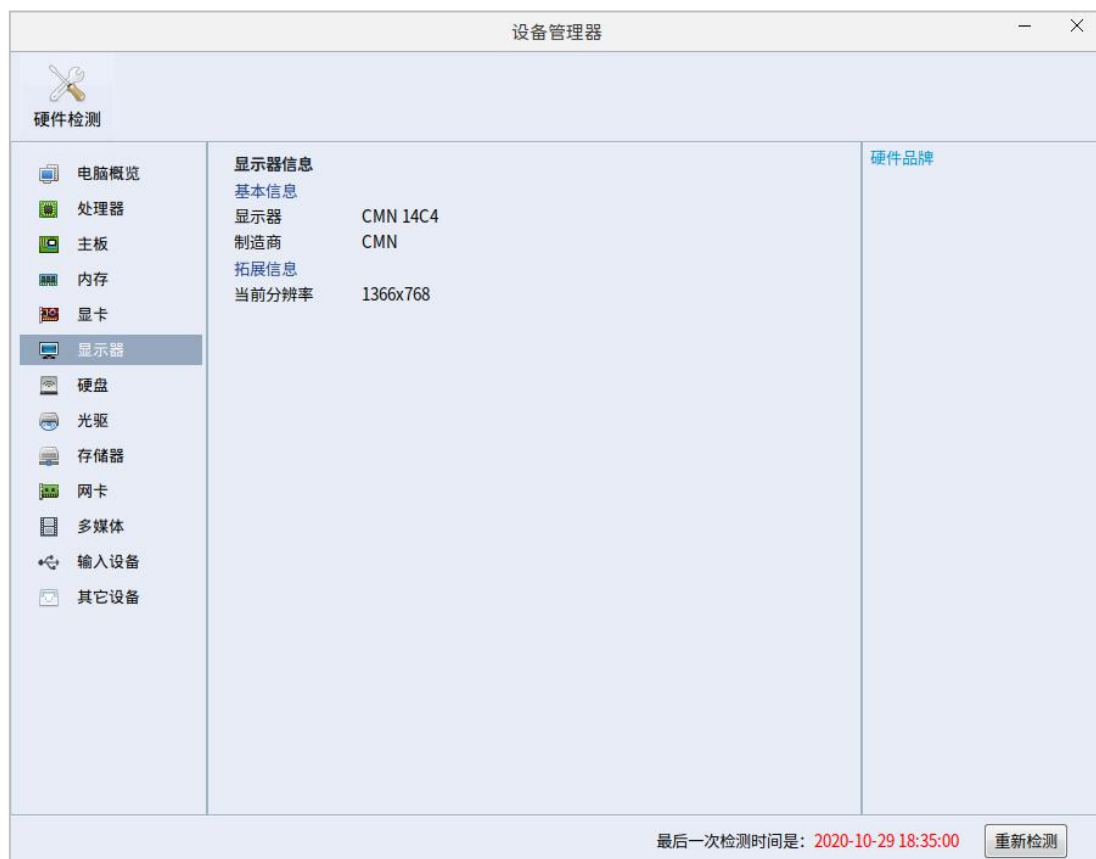 设备管理器
硬件检测
电脑概览
处理器
主板
内存
显卡
显示器
硬盘
光驱
存储器
网卡
多媒体
输入设备
其它设备
显示器信息
基本信息
显示器 CMN 14C4
制造商 CMN
拓展信息
当前分辨率 1366x768
硬件品牌
最后一次检测时间是：2020-10-29 18:35:00 重新检测